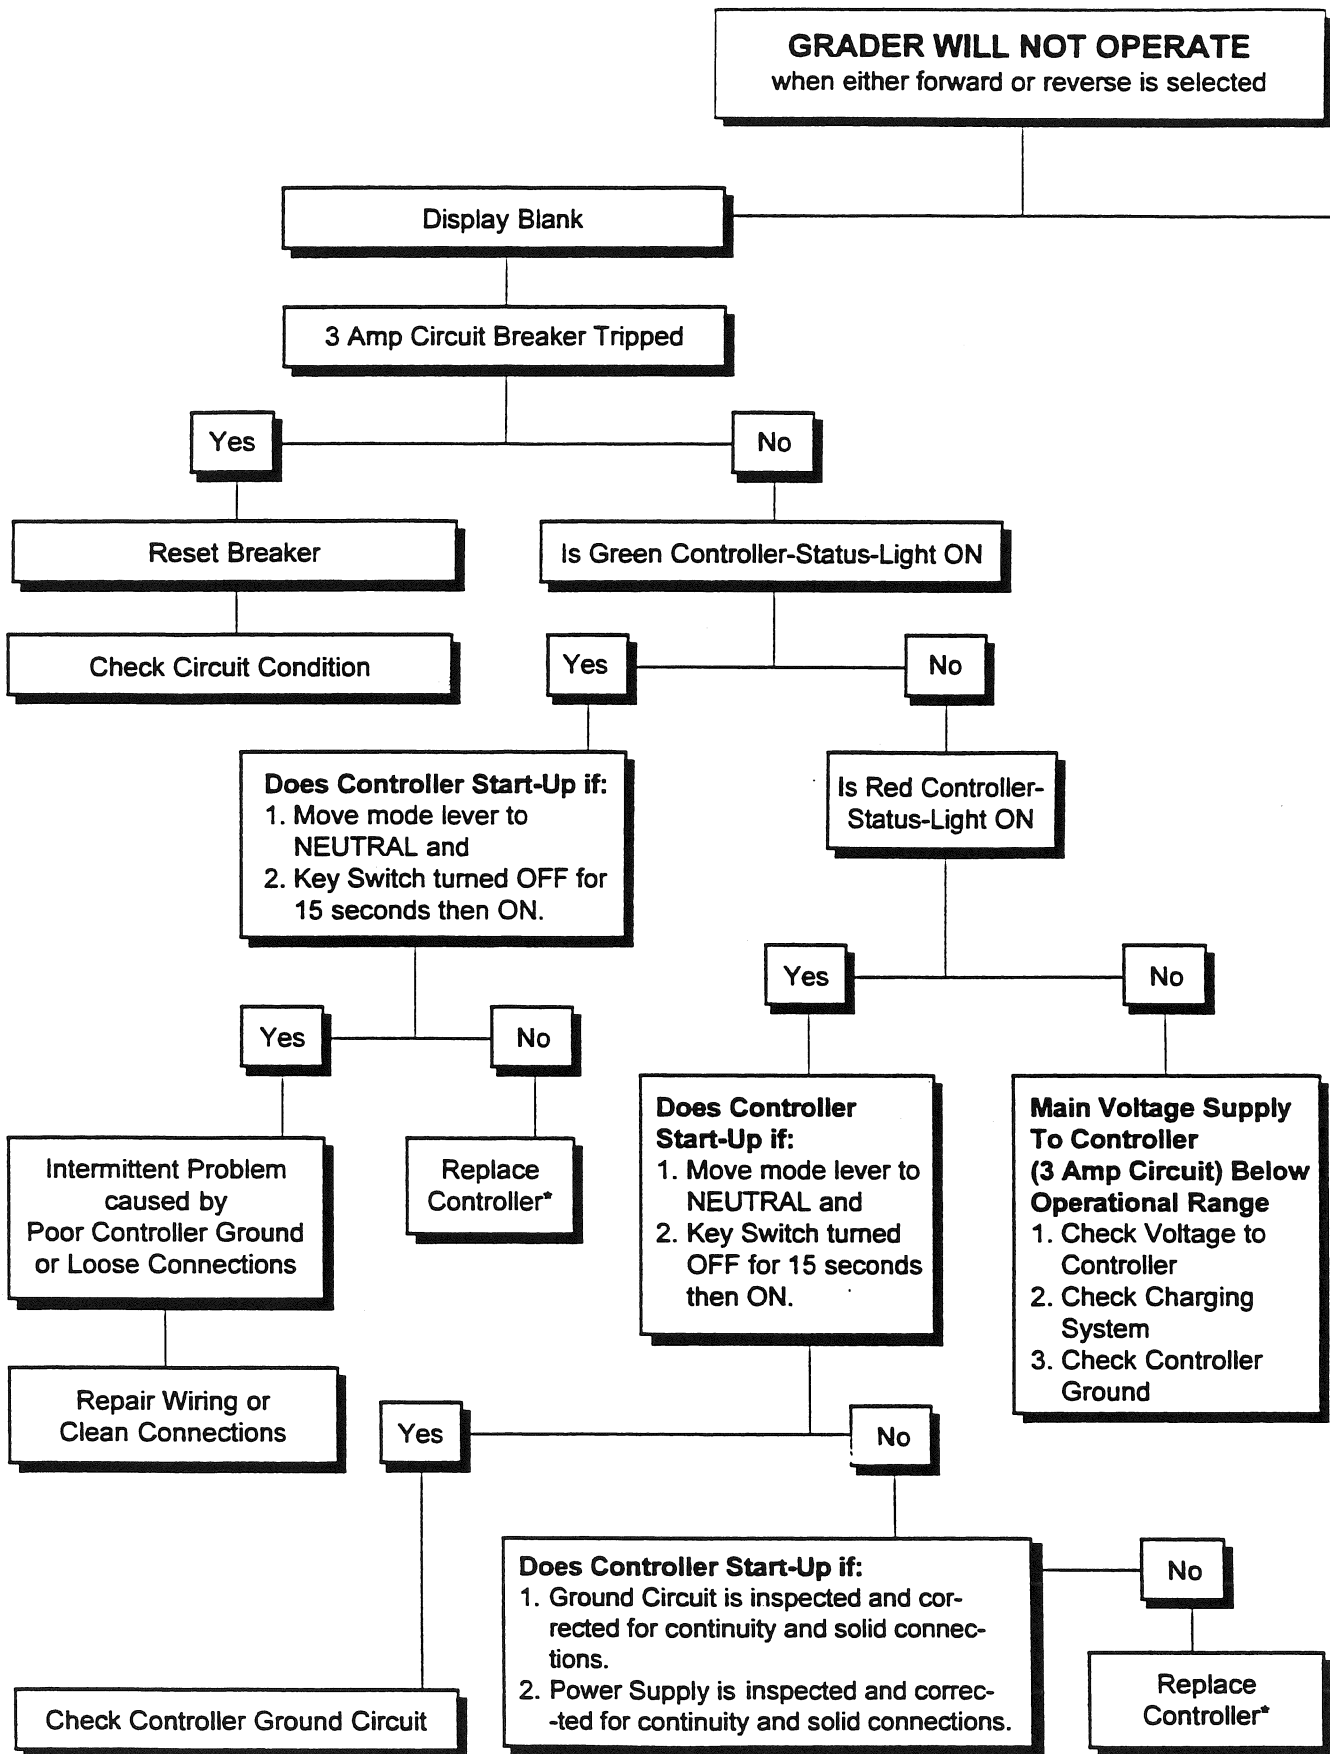 GRADER WILL NOT OPERATE
when either forward or reverse is selected
Display Blank
3 Amp Circuit Breaker Tripped
Yes
No
Reset Breaker
Is Green Controller-Status-Light ON
Check Circuit Condition
Yes
No
Does Controller Start-Up if:
1. Move mode lever to
NEUTRAL and
2. Key Switch turned OFF for
15 seconds then ON.
Is Red Controller-
Status-Light ON
Yes
No
Yes
No
Intermittent Problem
caused by
Poor Controller Ground
or Loose Connections
Replace
Controller*
Does Controller
Start-Up if:
1. Move mode lever to
NEUTRAL and
2. Key Switch turned
OFF for 15 seconds
then ON.
Main Voltage Supply
To Controller
(3 Amp Circuit) Below
Operational Range
1. Check Voltage to
Controller
2. Check Charging
System
3. Check Controller
Ground
Repair Wiring or
Clean Connections
Yes
No
Does Controller Start-Up if:
1. Ground Circuit is inspected and cor-
rected for continuity and solid connec-
tions.
2. Power Supply is inspected and correc-
-ted for continuity and solid connections.
No
Check Controller Ground Circuit
Replace
Controller*